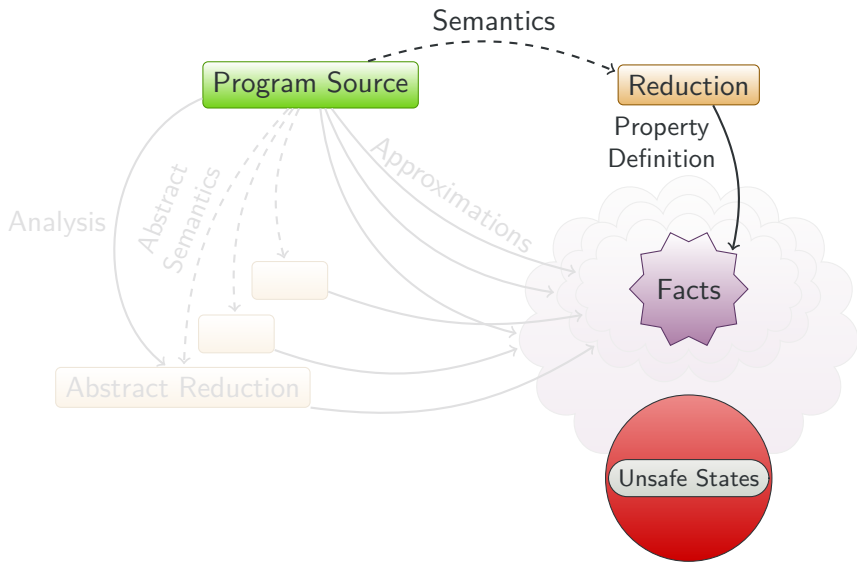 Semantics
Program Source
Reduction
Property
Definition
Approximations
Abstract
Semantics
Analysis
Facts
Abstract Reduction
Unsafe States